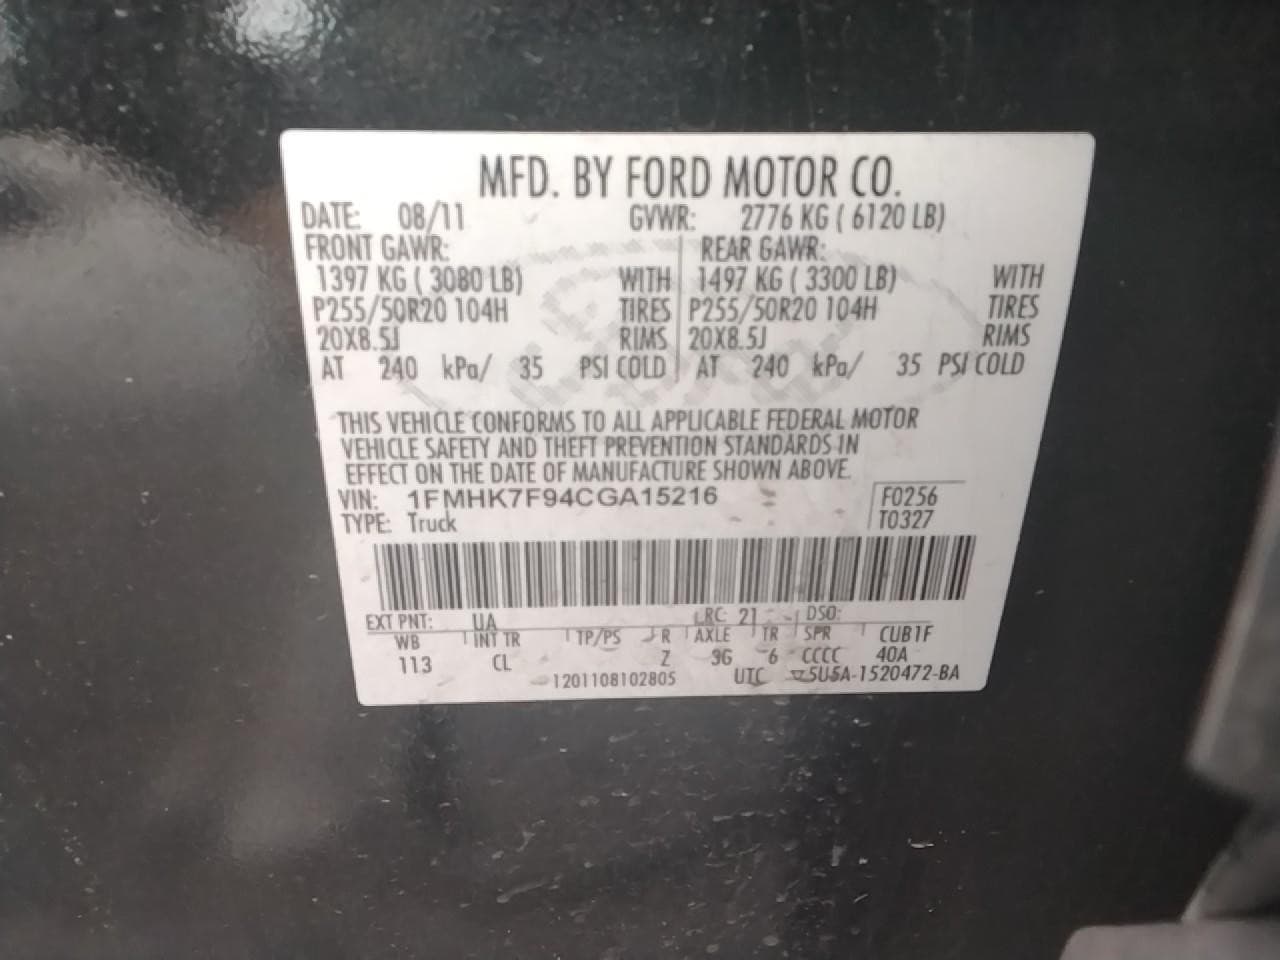 MFD. BY FORD MOTOR CO.
DATE: 08/11 GVWR: 2776 KG ( 6120 LB)
FRONT GAWR: REAR GAWR:
1397 KG ( 3080 LB) WITH 1497 KG ( 3300 LB) WITH
P255/50R20 104H TIRES P255/50R20 104H TIRES
20X8.5J RIMS 20X8.5J RIMS
AT 240 kPa/ 35 PSI COLD AT 240 kPa/ 35 PSI COLD
THIS VEHICLE CONFORMS TO ALL APPLICABLE FEDERAL MOTOR
VEHICLE SAFETY AND THEFT PREVENTION STANDARDS IN
EFFECT ON THE DATE OF MANUFACTURE SHOWN ABOVE.
VIN: 1FMHK7F94CGA15216 F0256
TYPE: Truck T0327
EXT PNT: UA RC: 21 DSO:
WB INT TR TP/PS R AXLE TR SPR CUB1F
113 CL Z 3G 6 CCCC 40A
1201108102805 UTC 5U5A-1520472-BA